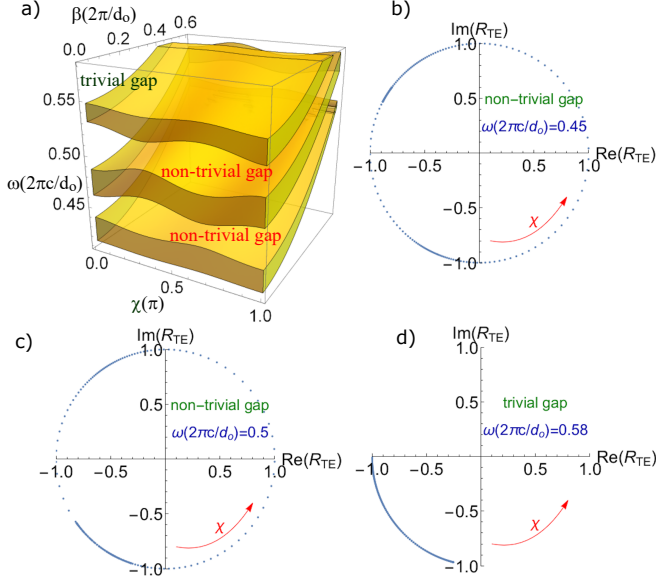 a)
β(2π/dₒ)
0.0
0.2
0.4
0.6
trivial gap
0.55
0.50
ω(2πc/dₒ)
0.45
non-trivial gap
non-trivial gap
0.0
0.5
1.0
χ(π)
b)
Im(R_TE)
1.0
0.5
non−trivial gap
ω(2πc/dₒ)=0.45
−1.0
−0.5
0.5
1.0
Re(R_TE)
−0.5
χ
−1.0
c)
Im(R_TE)
1.0
0.5
non−trivial gap
ω(2πc/dₒ)=0.5
−1.0
−0.5
0.5
1.0
Re(R_TE)
−0.5
χ
−1.0
d)
Im(R_TE)
1.0
0.5
trivial gap
ω(2πc/dₒ)=0.58
−1.0
−0.5
0.5
1.0
Re(R_TE)
−0.5
χ
−1.0